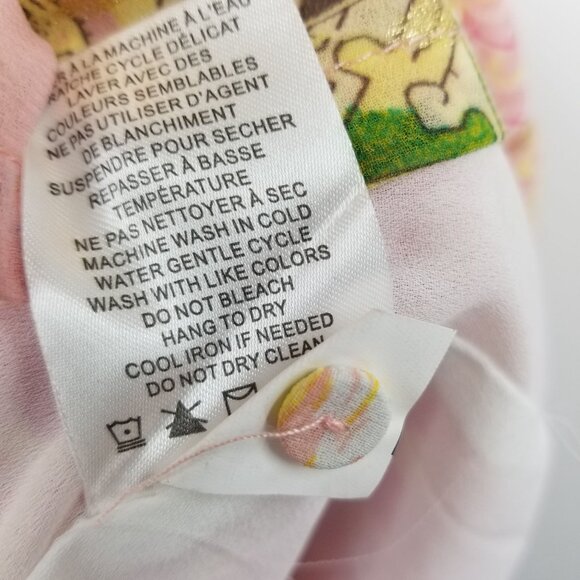 À LA MACHINE À L'EAU
CYCLE DÉLICAT
LAVER AVEC DES
COULEURS SEMBLABLES
NE PAS UTILISER D'AGENT
DE BLANCHIMENT
SUSPENDRE POUR SECHER
REPASSER À BASSE
TEMPÉRATURE
NE PAS NETTOYER À SEC
MACHINE WASH IN COLD
WATER GENTLE CYCLE
WASH WITH LIKE COLORS
DO NOT BLEACH
HANG TO DRY
COOL IRON IF NEEDED
DO NOT DRY CLEAN